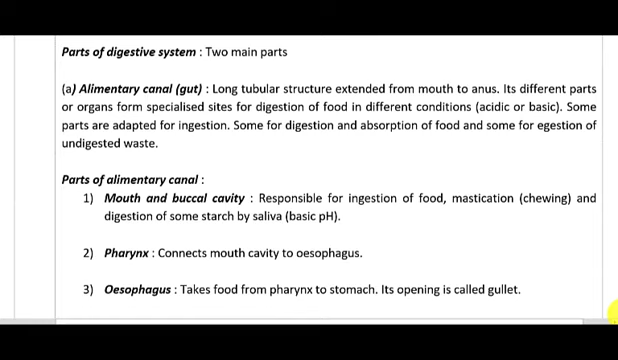 Parts of digestive system : Two main parts
(a) Alimentary canal (gut) : Long tubular structure extended from mouth to anus. Its different parts
or organs form specialised sites for digestion of food in different conditions (acidic or basic). Some
parts are adapted for ingestion. Some for digestion and absorption of food and some for egestion of
undigested waste.
Parts of alimentary canal :
1) Mouth and buccal cavity : Responsible for ingestion of food, mastication (chewing) and
digestion of some starch by saliva (basic pH).
2) Pharynx : Connects mouth cavity to oesophagus.
3) Oesophagus : Takes food from pharynx to stomach. Its opening is called gullet.